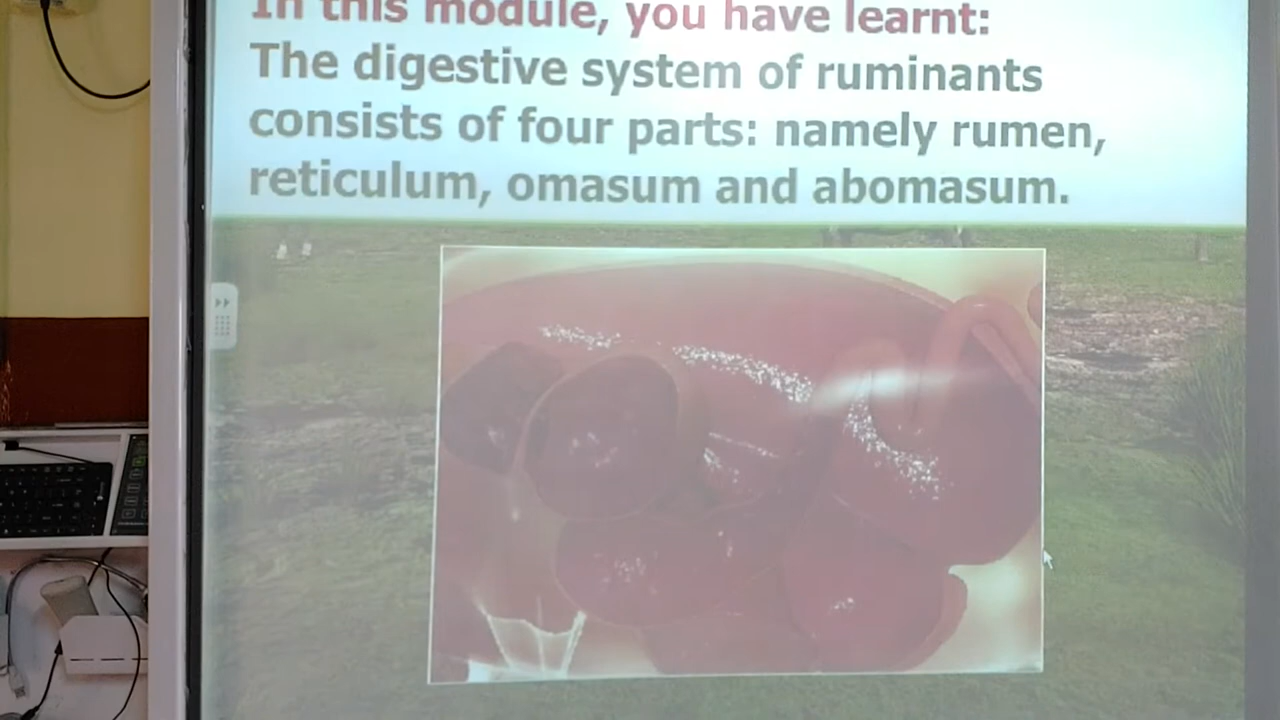 In this module, you have learnt:
The digestive system of ruminants
consists of four parts: namely rumen,
reticulum, omasum and abomasum.